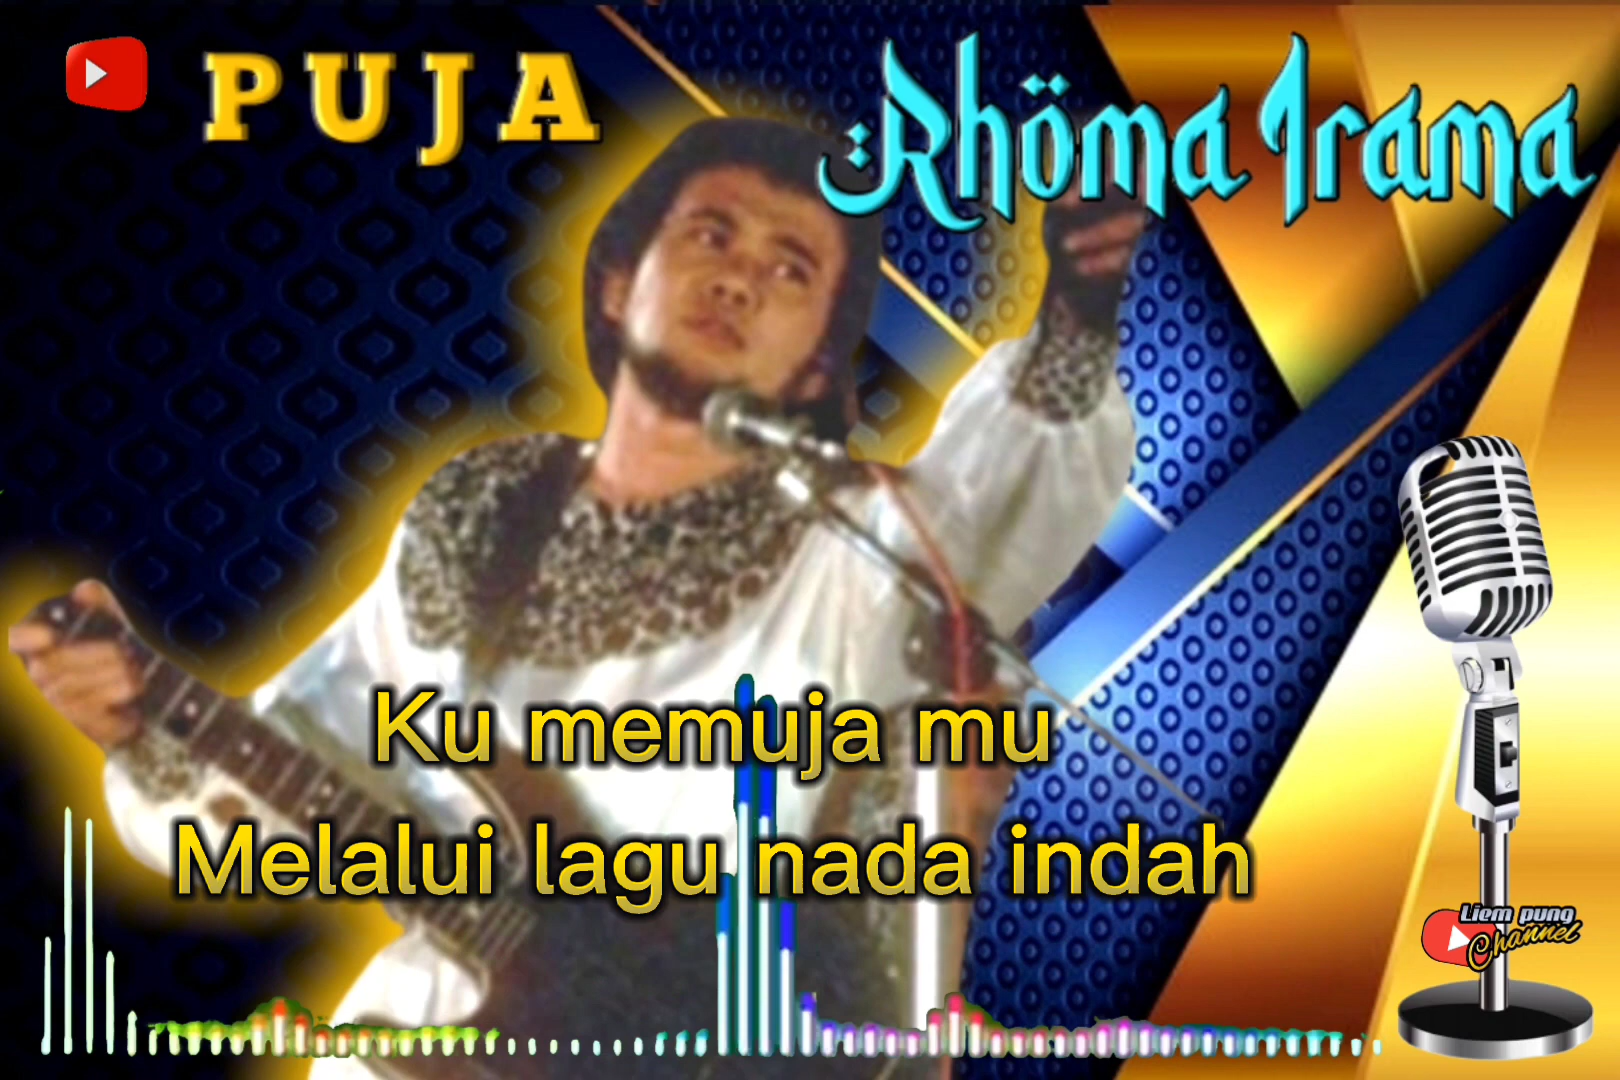 PUJA
Rhöma Irama
Ku memuja mu
Melalui lagu nada indah
Liem pung
Channel